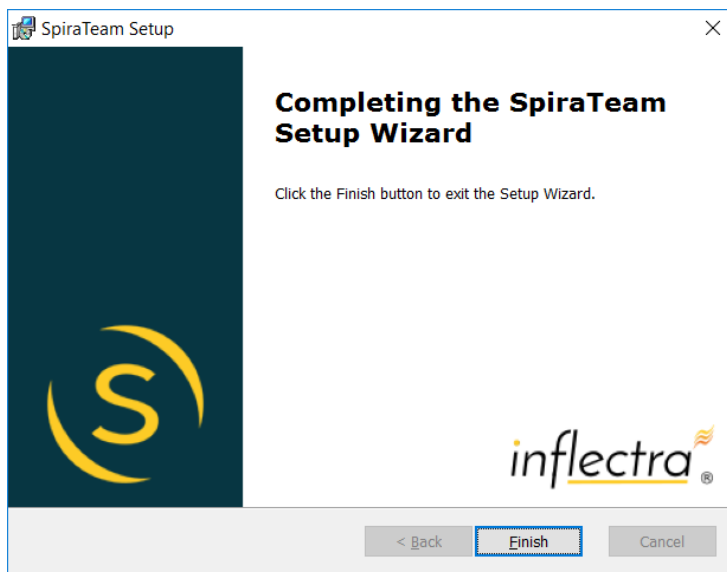 SpiraTeam Setup
Completing the SpiraTeam
Setup Wizard
Click the Finish button to exit the Setup Wizard.
S
inflectra®
< Back
Finish
Cancel